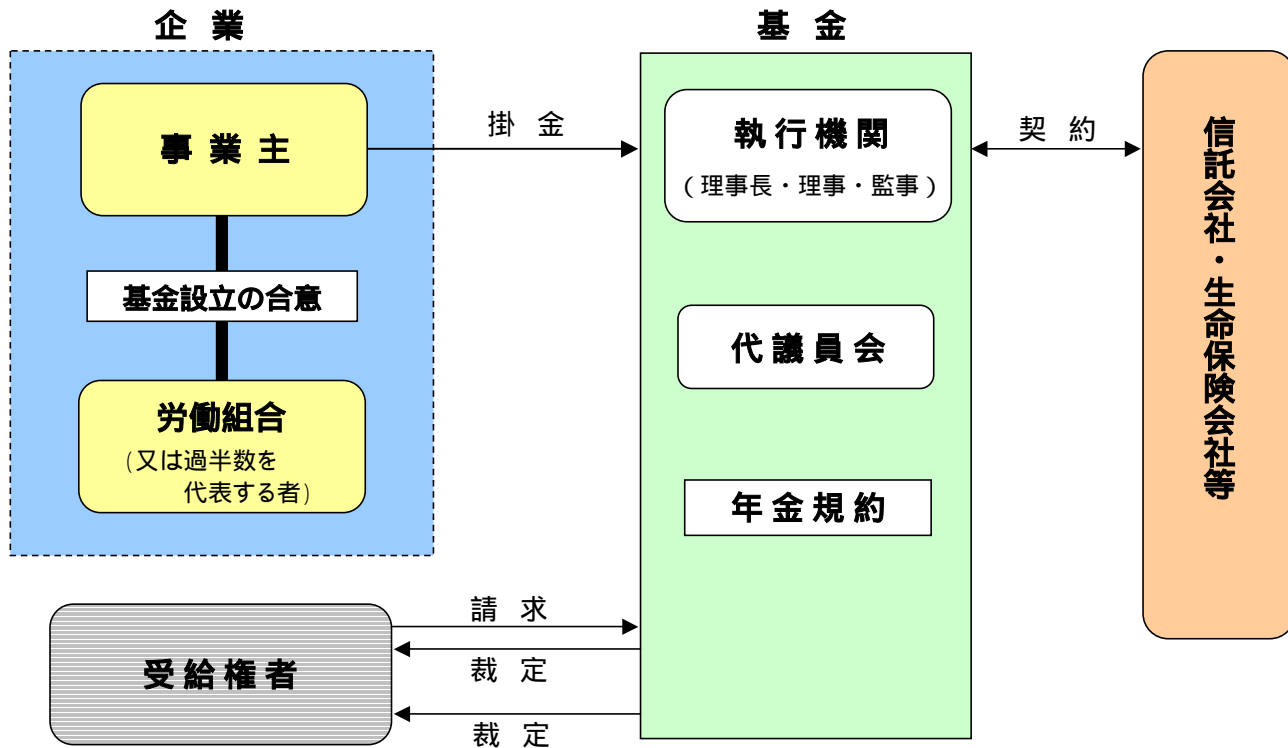 企 業
事 業 主
基金設立の合意
労働組合
(又は過半数を
代表する者)
掛 金
基 金
執行機関
(理事長・理事・監事)
代議員会
年金規約
契 約
信託会社・生命保険会社等
受給権者
請 求
裁 定
裁 定